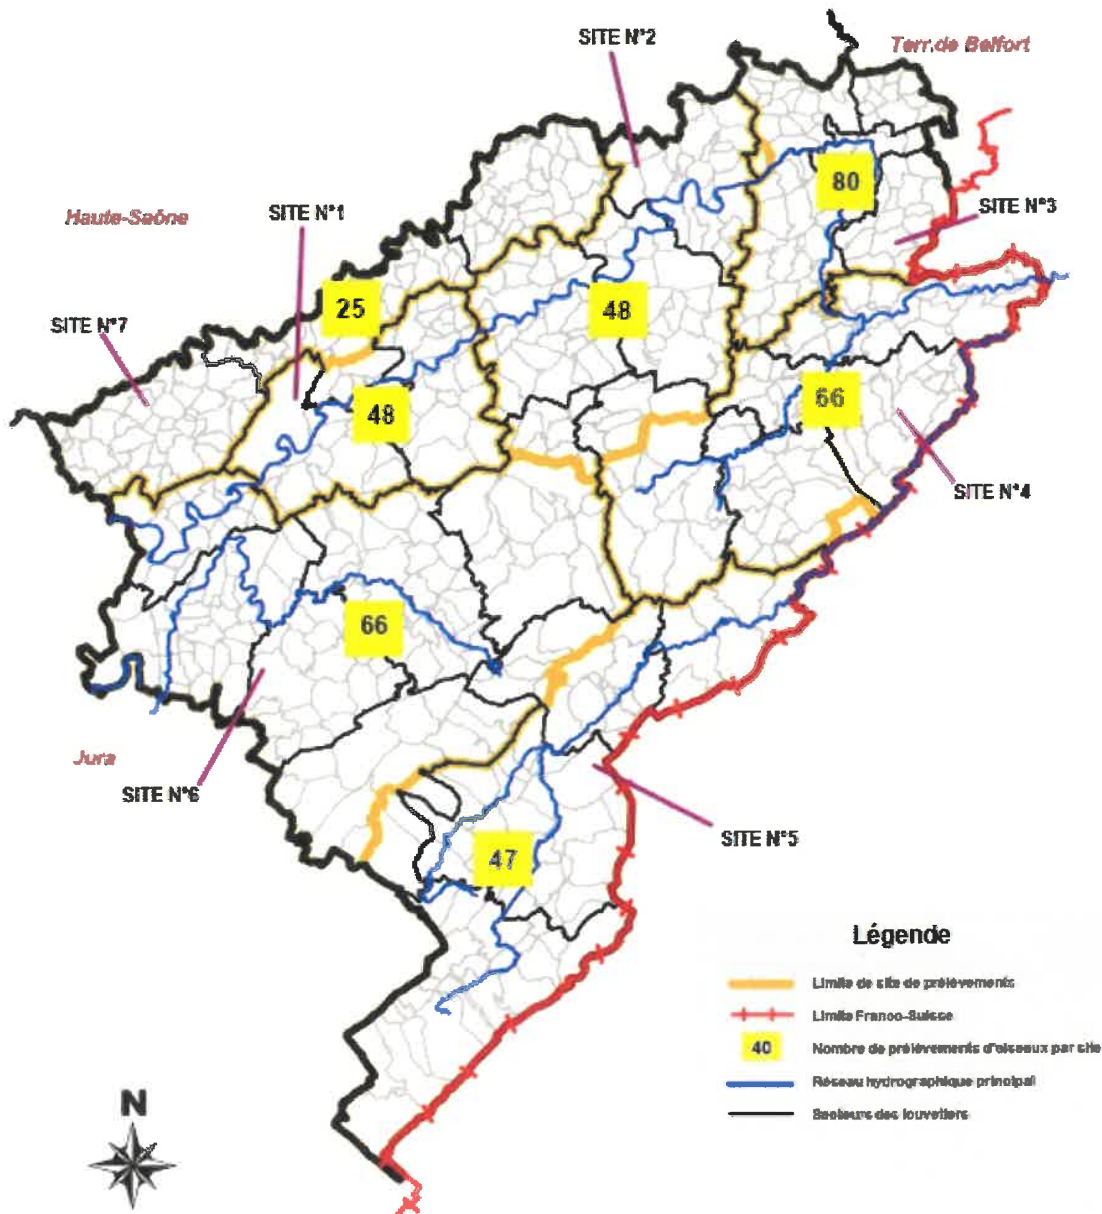 SITE N°2
Terr.de Belfort
80
Haute-Saône
SITE N°1
SITE N°3
25
48
SITE N°7
48
66
SITE N°4
66
Jura
SITE N°6
SITE N°5
47
Légende
Limite de site de prélèvements
Limite Franco-Suisse
40 Nombre de prélèvements d'oiseaux par site
Réseau hydrographique principal
Secteurs des louvetiers
N